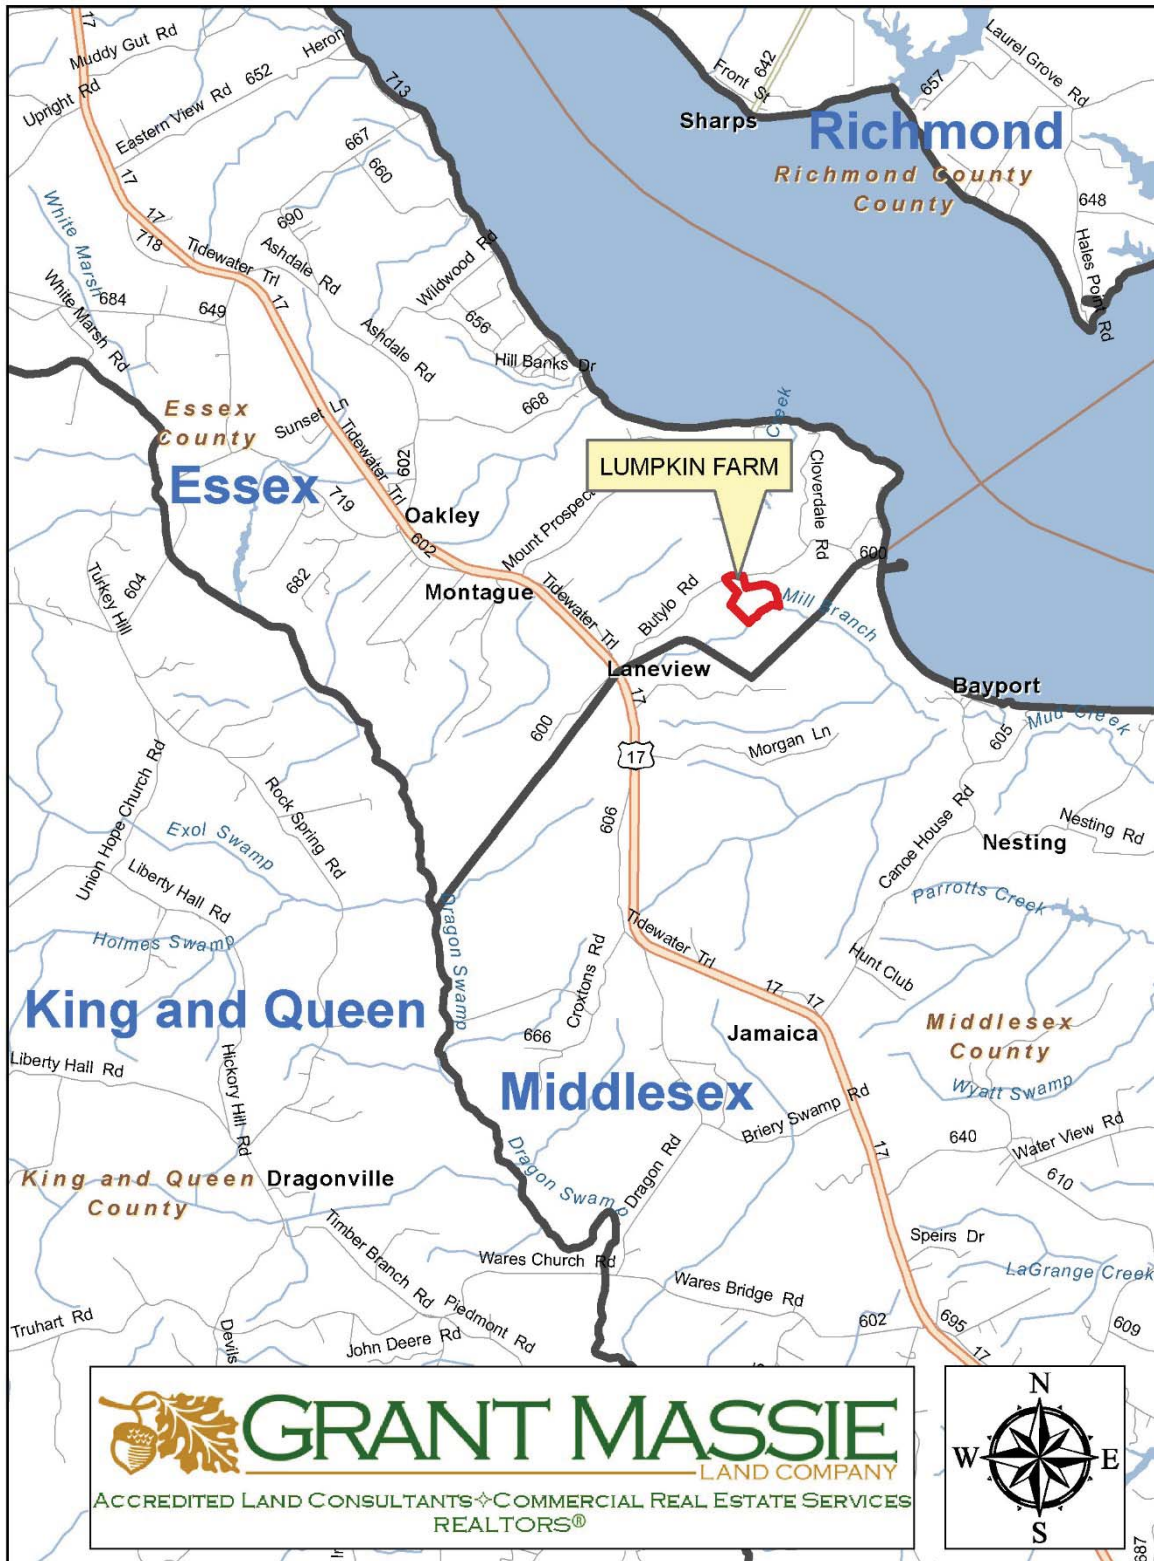 17
Muddy Gut Rd
Heron
652
Upright Rd
Eastern View Rd
713
667
660
17
White Marsh
690
17
718
Tidewater Trl
Ashdale Rd
Wildwood Rd
684
649
17
656
White Marsh Rd
Ashdale Rd
Hill Banks Dr
668
Front St
642
Sharps
657
Laurel Grove Rd
Richmond
Richmond County
County
648
Hales Point Rd
Essex
County
Sunset Ln
Tidewater Trl
602
Essex
719
Oakley
602
Mount Prospect
Creek
LUMPKIN FARM
Cloverdale Rd
600
604
682
Turkey Hill
Montague
Tidewater Trl
Butylo Rd
Mill Branch
Laneview
17
Bayport
Mud Creek
600
605
17
Morgan Ln
Union Hope Church Rd
Rock Spring Rd
606
Exol Swamp
Canoe House Rd
Nesting Rd
Nesting
Liberty Hall Rd
Parrotts Creek
Holmes Swamp
Dragon Swamp
Tidewater Trl
Hunt Club
17
17
Croxtons Rd
King and Queen
666
Jamaica
Middlesex
County
Liberty Hall Rd
Hickory Hill Rd
Middlesex
Wyatt Swamp
Briery Swamp Rd
17
640
Water View Rd
Dragon Swamp
Dragon Rd
610
King and Queen
County
Dragonville
Timber Branch Rd
Wares Church Rd
Speirs Dr
LaGrange Creek
Wares Bridge Rd
Piedmont Rd
602
695
609
Truhart Rd
Devils
John Deere Rd
17
GRANT MASSIE
LAND COMPANY
ACCREDITED LAND CONSULTANTS✧COMMERCIAL REAL ESTATE SERVICES
REALTORS®
N
W E
S
687